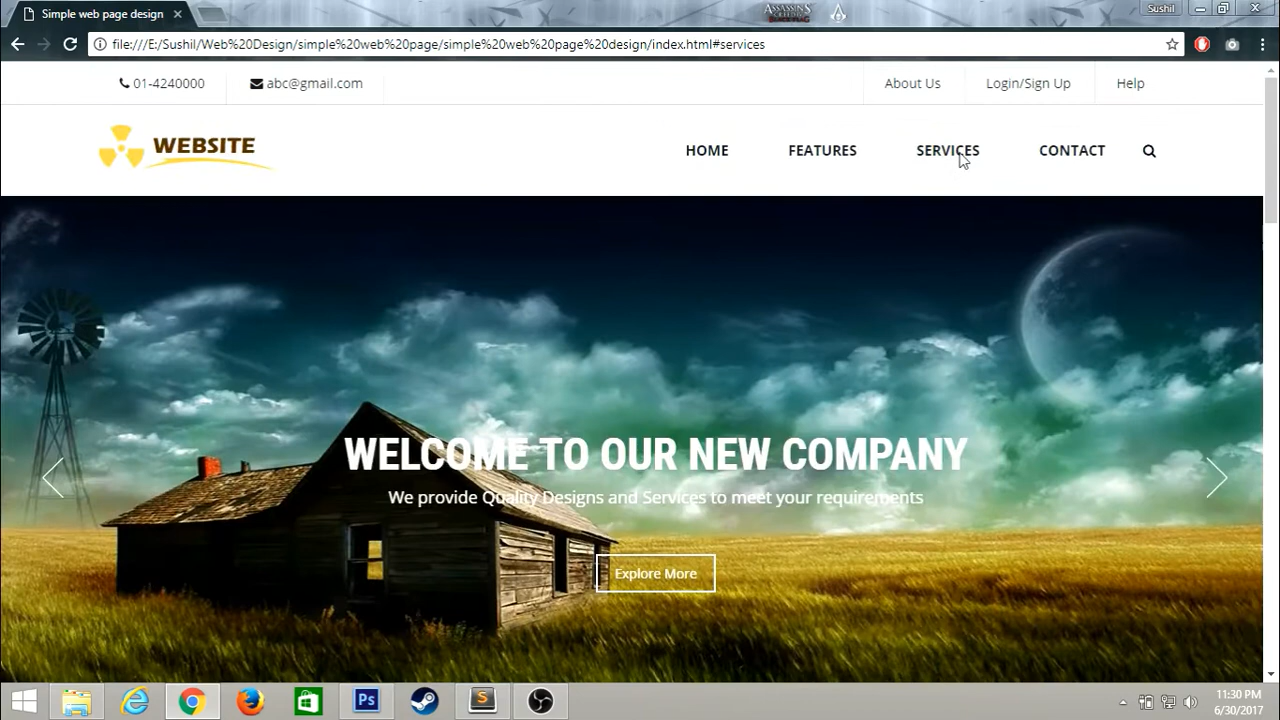 Simple web page design
ASSASSIN'S
Sushil
file:///E:/Sushil/Web%20Design/simple%20web%20page/simple%20web%20page%20design/index.html#services
01-4240000
abc@gmail.com
About Us
Login/Sign Up
Help
WEBSITE
HOME
FEATURES
SERVICES
CONTACT
WELCOME TO OUR NEW COMPANY
We provide Quality Designs and Services to meet your requirements
Explore More
Ps
S
11:30 PM
6/30/2017